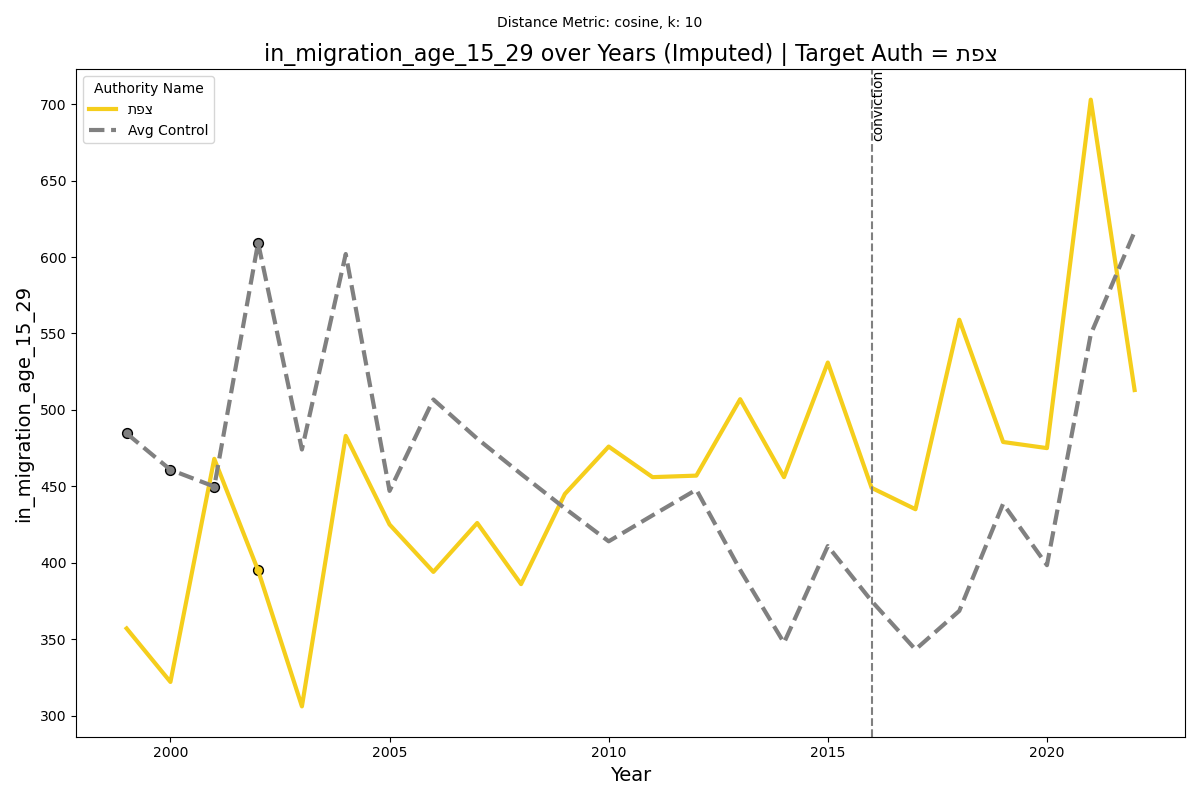 Distance Metric: cosine, k: 10
in_migration_age_15_29 over Years (Imputed) | Target Auth = צפת
Authority Name
צפת
Avg Control
conviction
in_migration_age_15_29
700
650
600
550
500
450
400
350
300
2000
2005
2010
2015
2020
Year